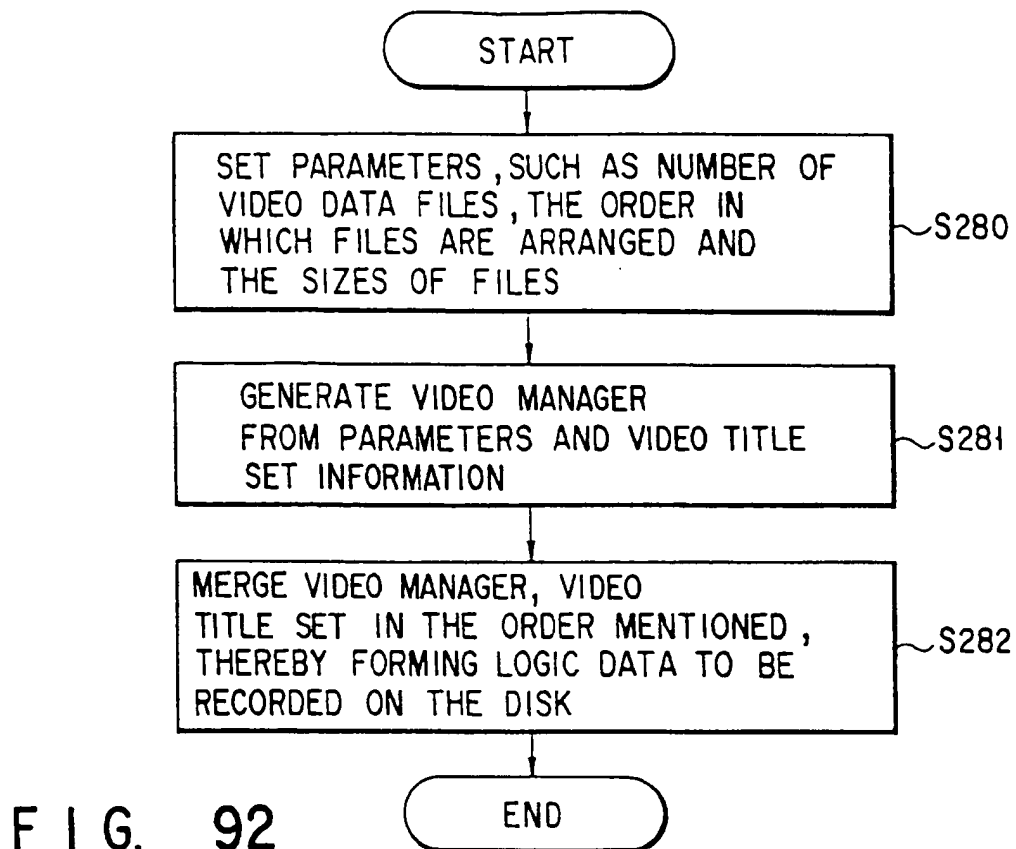 START
SET PARAMETERS, SUCH AS NUMBER OF
VIDEO DATA FILES, THE ORDER IN
WHICH FILES ARE ARRANGED AND
THE SIZES OF FILES
S280
GENERATE VIDEO MANAGER
FROM PARAMETERS AND VIDEO TITLE
SET INFORMATION
S281
MERGE VIDEO MANAGER, VIDEO
TITLE SET IN THE ORDER MENTIONED,
THEREBY FORMING LOGIC DATA TO BE
RECORDED ON THE DISK
S282
END
FIG. 92